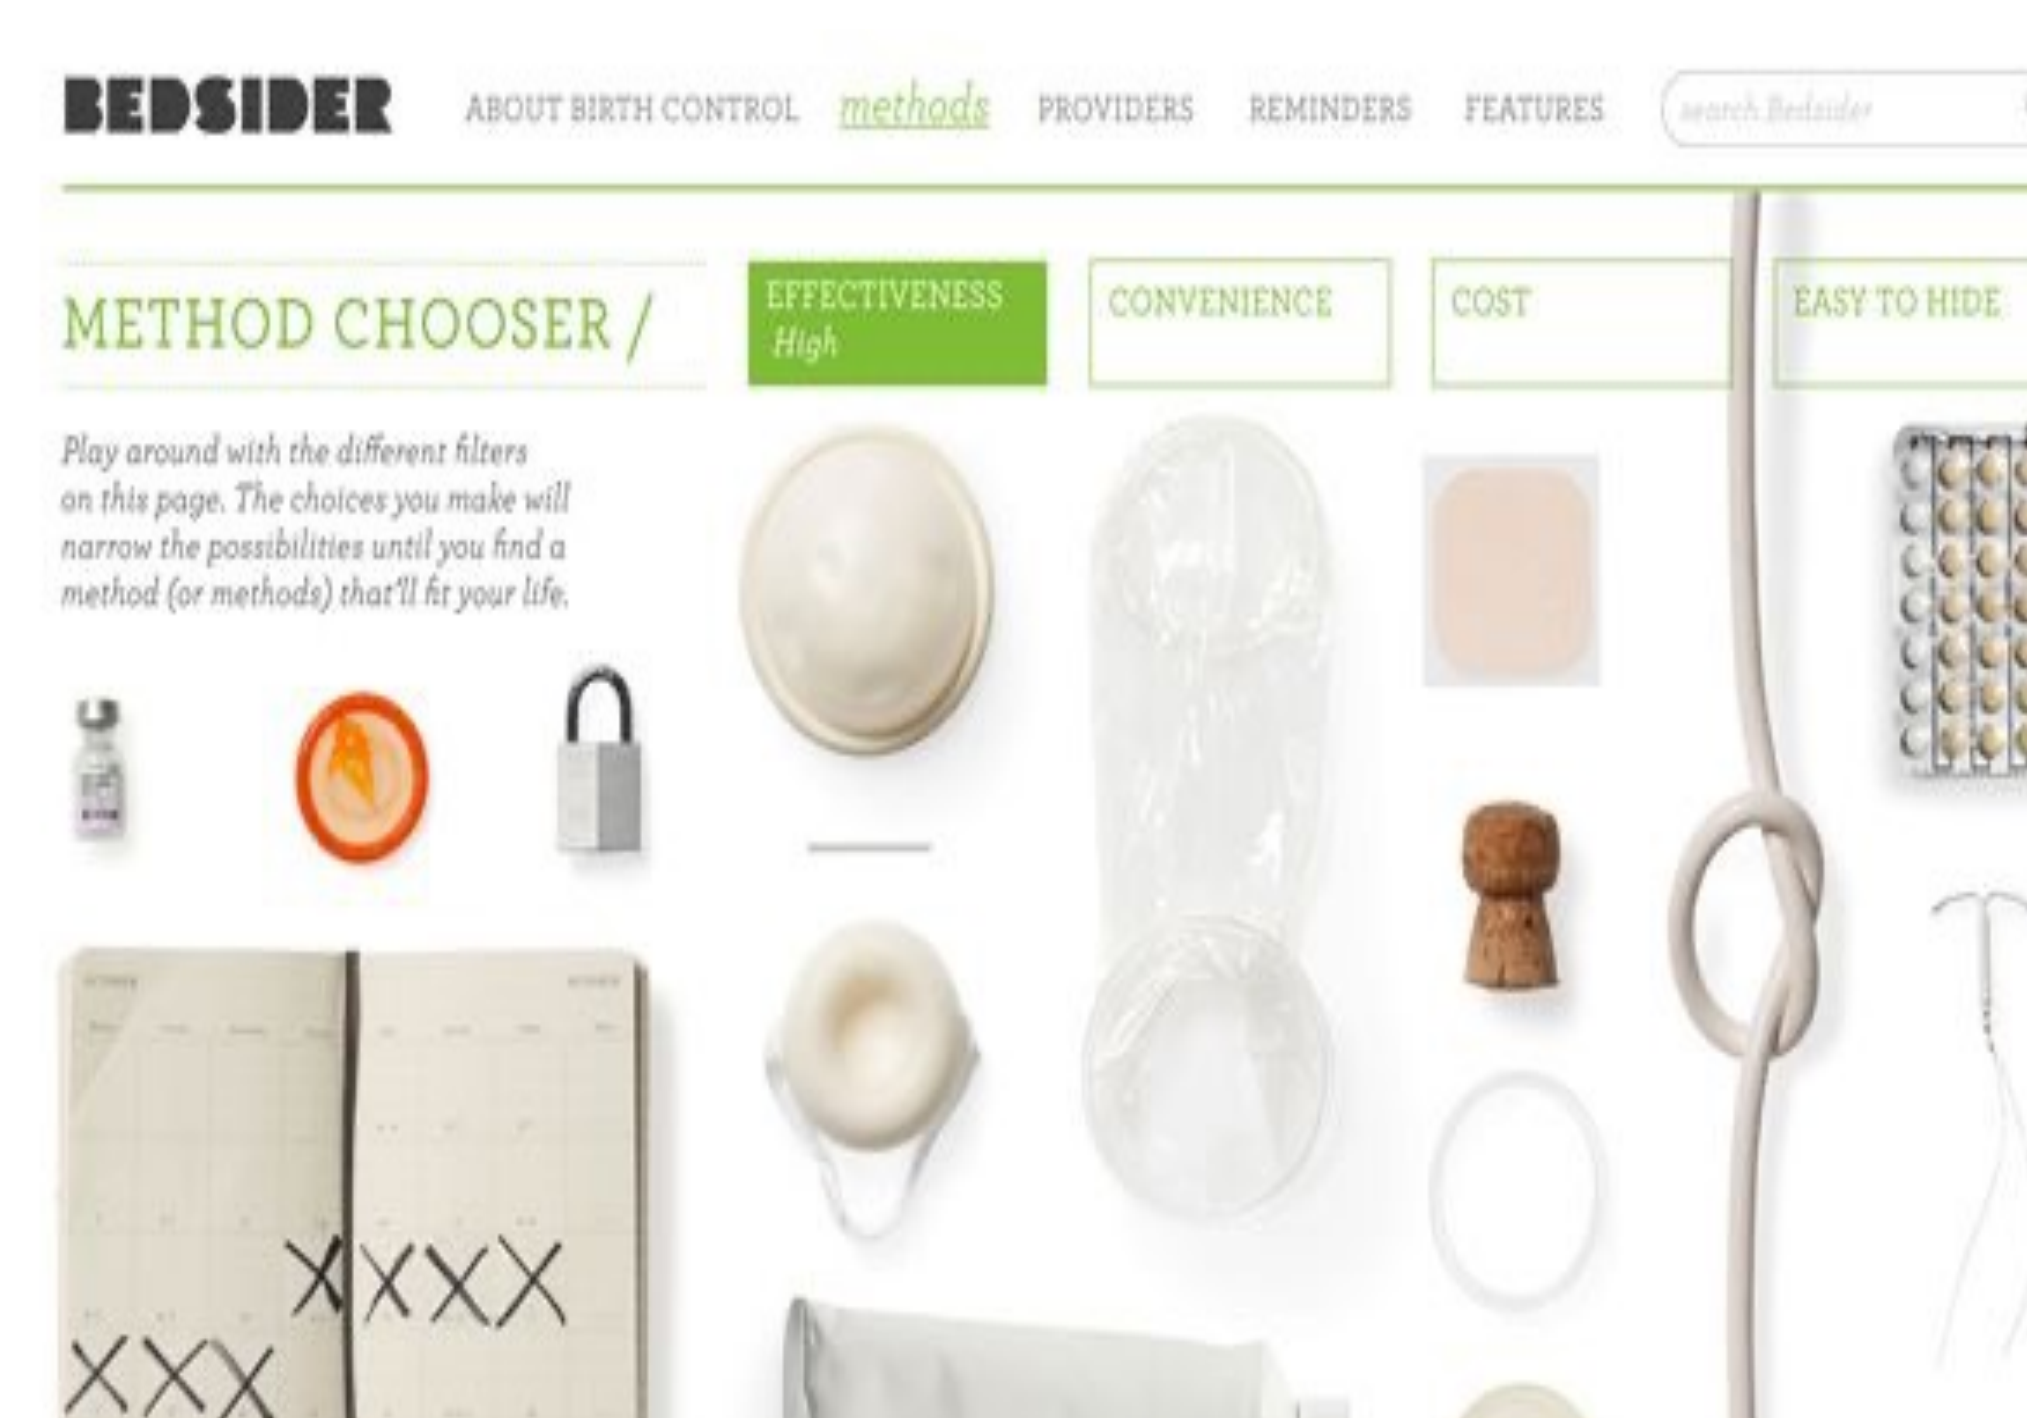 BEDSIDER
ABOUT BIRTH CONTROL methods PROVIDERS REMINDERS FEATURES
search Bedsider
METHOD CHOOSER /
EFFECTIVENESS
High
CONVENIENCE
COST
EASY TO HIDE
Play around with the different filters
on this page. The choices you make will
narrow the possibilities until you find a
method (or methods) that'll fit your life.
X X X X X
X X X